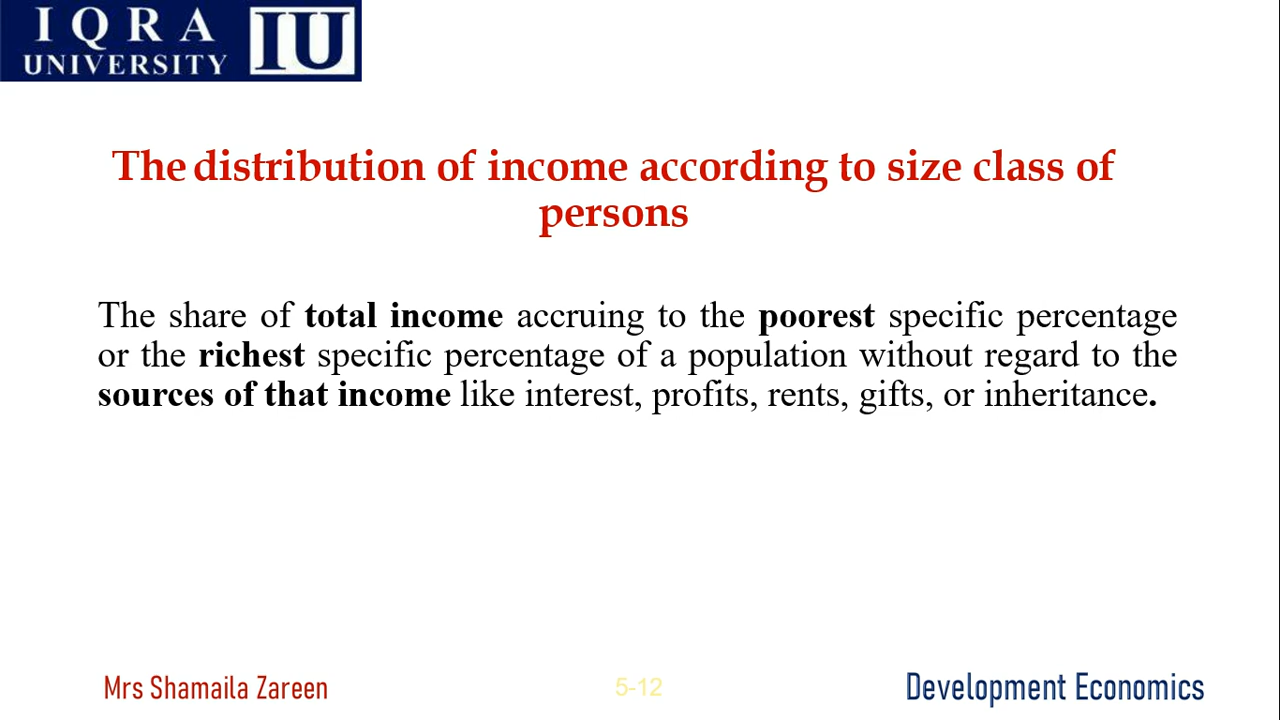 IQRA
UNIVERSITY
IU
The distribution of income according to size class of
persons
The share of total income accruing to the poorest specific percentage
or the richest specific percentage of a population without regard to the
sources of that income like interest, profits, rents, gifts, or inheritance.
Mrs Shamaila Zareen
5-12
Development Economics